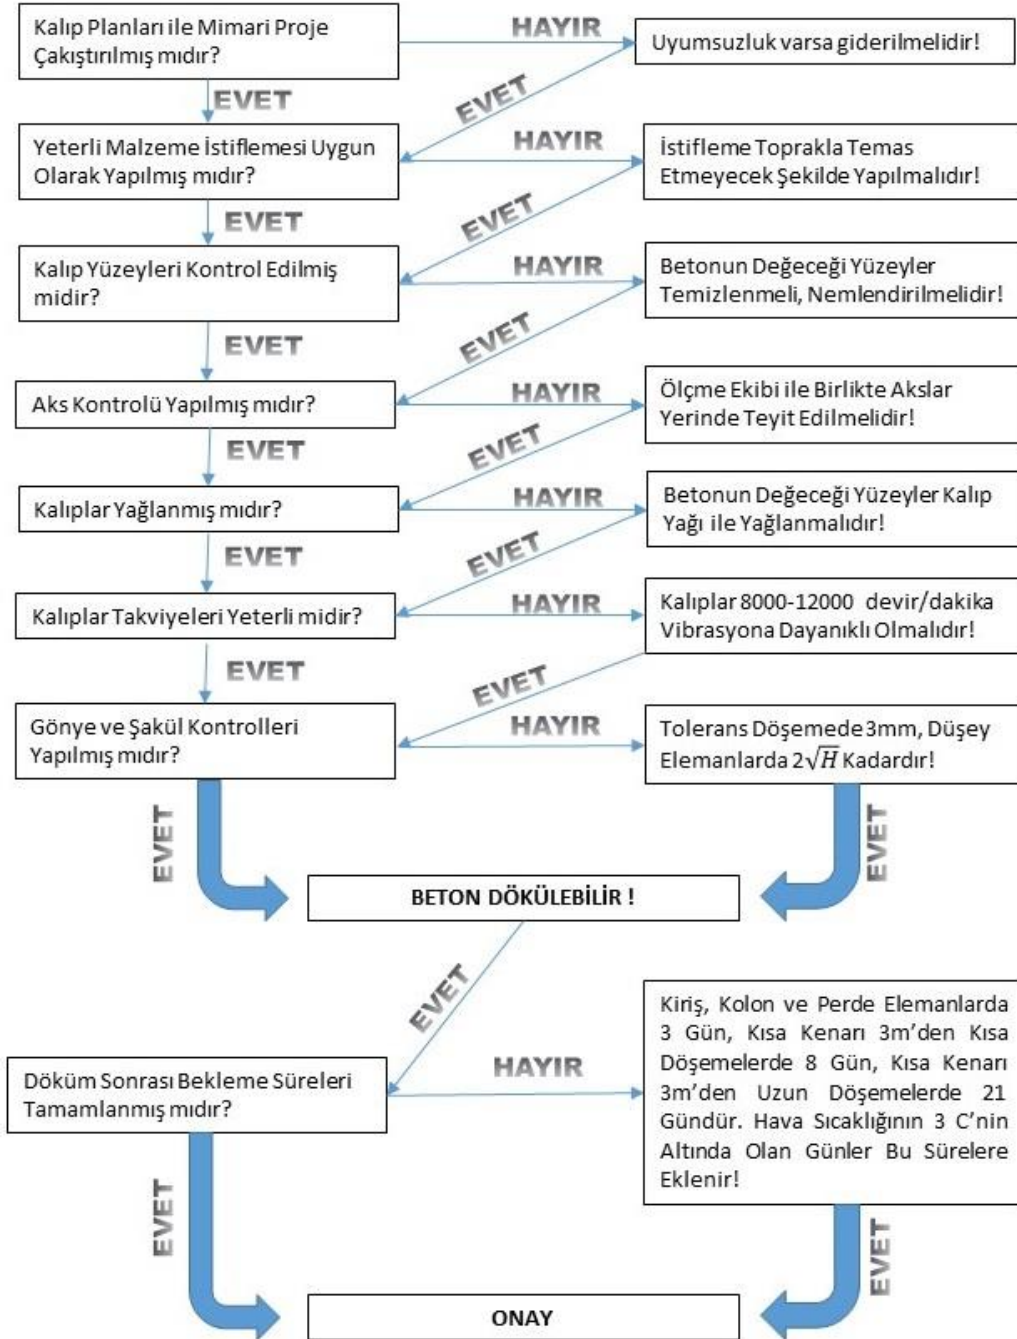 Kalıp Planları ile Mimari Proje
Çakıştırılmış mıdır?
HAYIR
Uyumsuzluk varsa giderilmelidir!
EVET
EVET
Yeterli Malzeme İstiflemesi Uygun
Olarak Yapılmış mıdır?
HAYIR
İstifleme Toprakla Temas
Etmeyecek Şekilde Yapılmalıdır!
EVET
EVET
Kalıp Yüzeyleri Kontrol Edilmiş
midir?
HAYIR
Betonun Değeceği Yüzeyler
Temizlenmeli, Nemlendirilmelidir!
EVET
EVET
Aks Kontrolü Yapılmış mıdır?
HAYIR
Ölçme Ekibi ile Birlikte Akslar
Yerinde Teyit Edilmelidir!
EVET
EVET
Kalıplar Yağlanmış mıdır?
HAYIR
Betonun Değeceği Yüzeyler Kalıp
Yağı ile Yağlanmalıdır!
EVET
EVET
Kalıplar Takviyeleri Yeterli midir?
HAYIR
Kalıplar 8000-12000 devir/dakika
Vibrasyona Dayanıklı Olmalıdır!
EVET
EVET
Gönye ve Şakül Kontrolleri
Yapılmış mıdır?
HAYIR
Tolerans Döşemede 3mm, Düşey
Elemanlarda 2√H Kadardır!
EVET
EVET
BETON DÖKÜLEBİLİR !
EVET
Döküm Sonrası Bekleme Süreleri
Tamamlanmış mıdır?
HAYIR
Kiriş, Kolon ve Perde Elemanlarda
3 Gün, Kısa Kenarı 3m'den Kısa
Döşemelerde 8 Gün, Kısa Kenarı
3m'den Uzun Döşemelerde 21
Gündür. Hava Sıcaklığının 3 C'nin
Altında Olan Günler Bu Sürelere
Eklenir!
EVET
EVET
ONAY